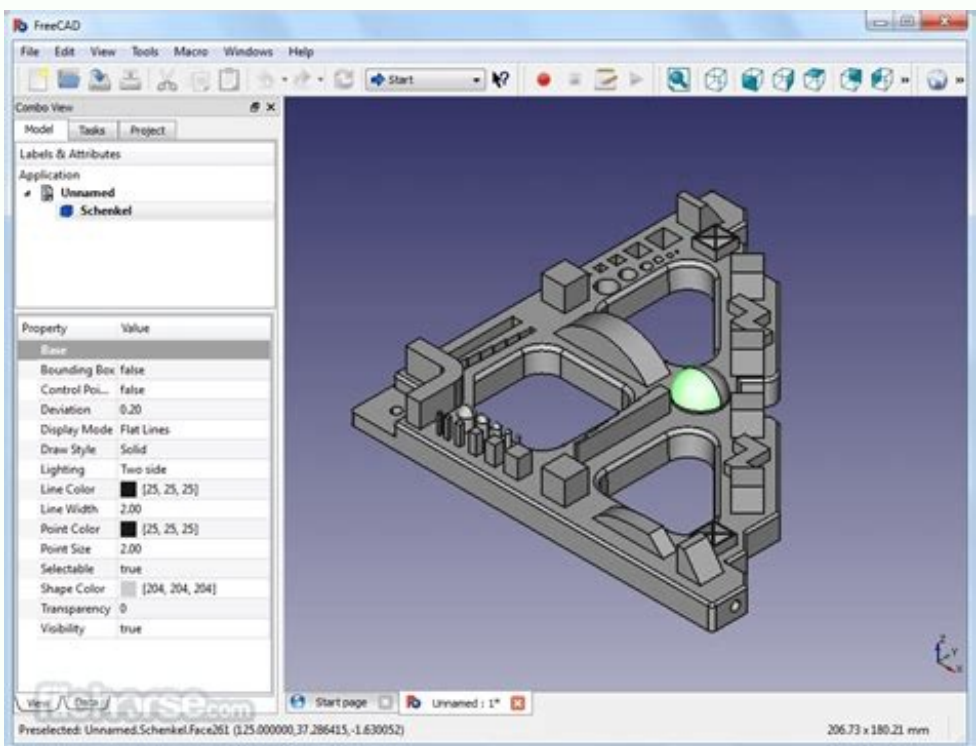 FreeCAD
File Edit View Tools Macro Windows Help
Start
Combo View
Model Tasks Project
Labels & Attributes
Application
Unnamed
Schenkel
Property Value
Base
Bounding Box false
Control Poi... false
Deviation 0.20
Display Mode Flat Lines
Draw Style Solid
Lighting Two side
Line Color [25, 25, 25]
Line Width 2.00
Point Color [25, 25, 25]
Point Size 2.00
Selectable true
Shape Color [204, 204, 204]
Transparency 0
Visibility true
Z
Y
X
View Data
filehorse.com
Start page Unnamed : 1*
Preselected: Unnamed.Schenkel.Face261 (125.000000,37.286415,-1.630052) 206.73 x 180.21 mm